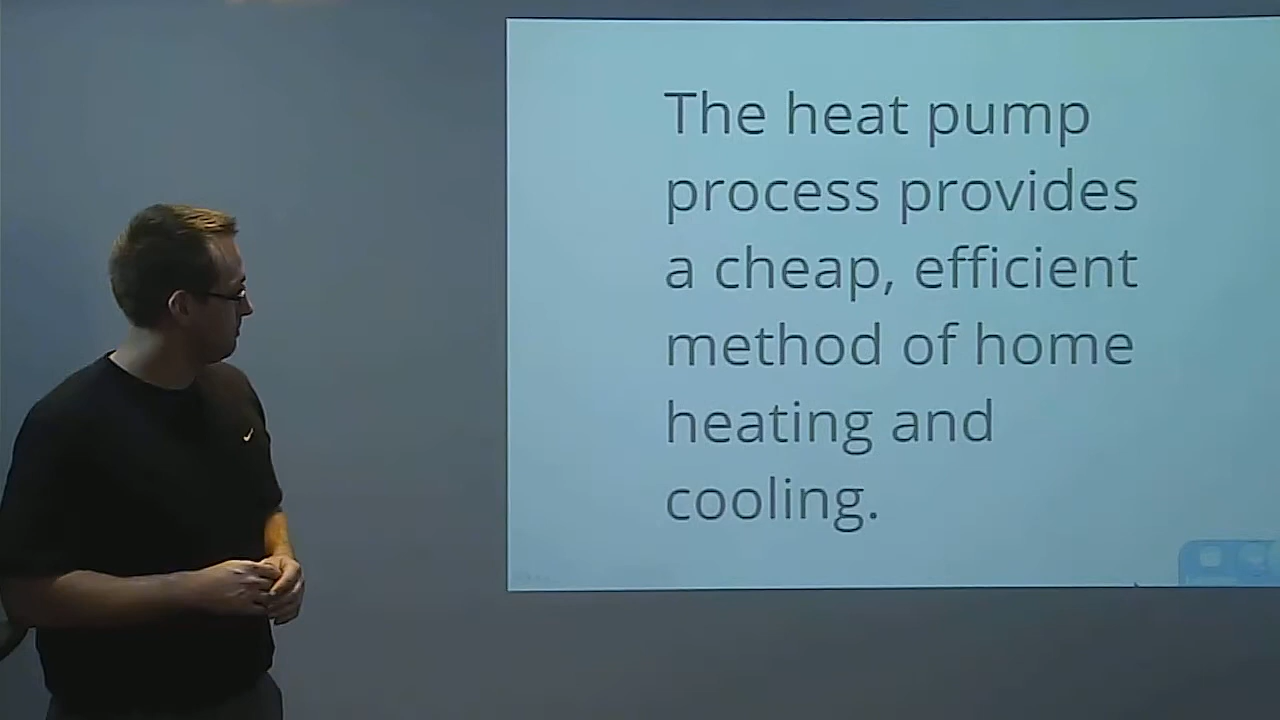 The heat pump
process provides
a cheap, efficient
method of home
heating and
cooling.